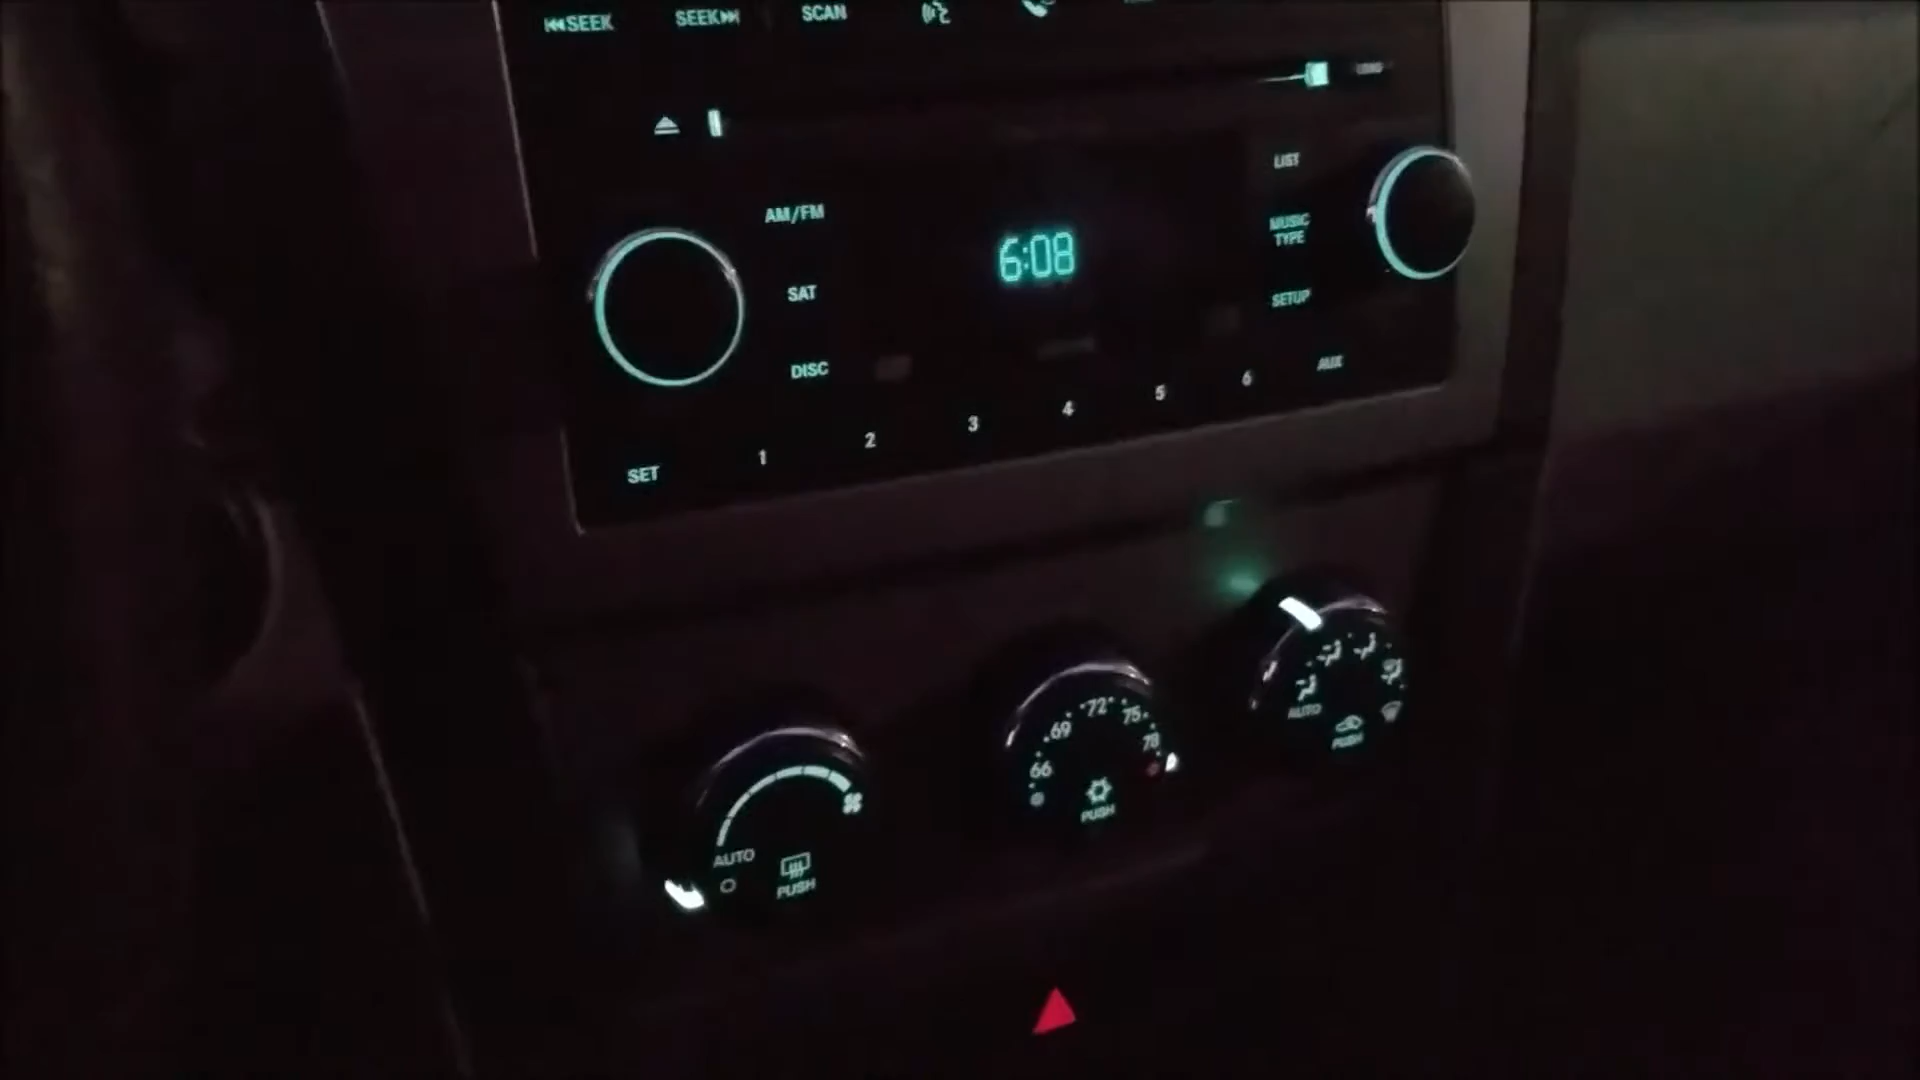 SEEK
SEEK
SCAN
LOAD
AM/FM
LIST
6:08
MUSIC
TYPE
SAT
SETUP
DISC
AUX
SET
1
2
3
4
5
6
66
69
72
75
78
PUSH
AUTO
PUSH
AUTO
PUSH